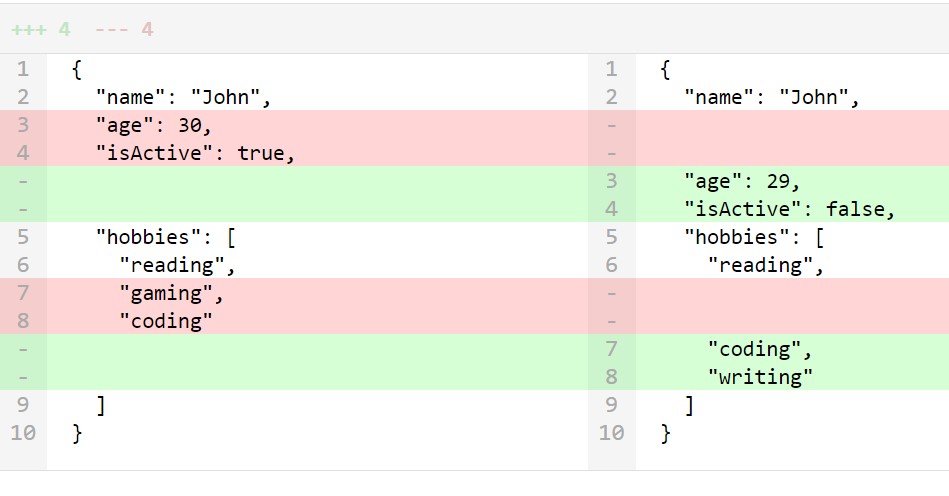 +++ 4 --- 4
1 { 1 {
2 "name": "John", 2 "name": "John",
3 "age": 30, -
4 "isActive": true, -
- 3 "age": 29,
- 4 "isActive": false,
5 "hobbies": [ 5 "hobbies": [
6 "reading", 6 "reading",
7 "gaming", -
8 "coding" -
- 7 "coding",
- 8 "writing"
9 ] 9 ]
10 } 10 }